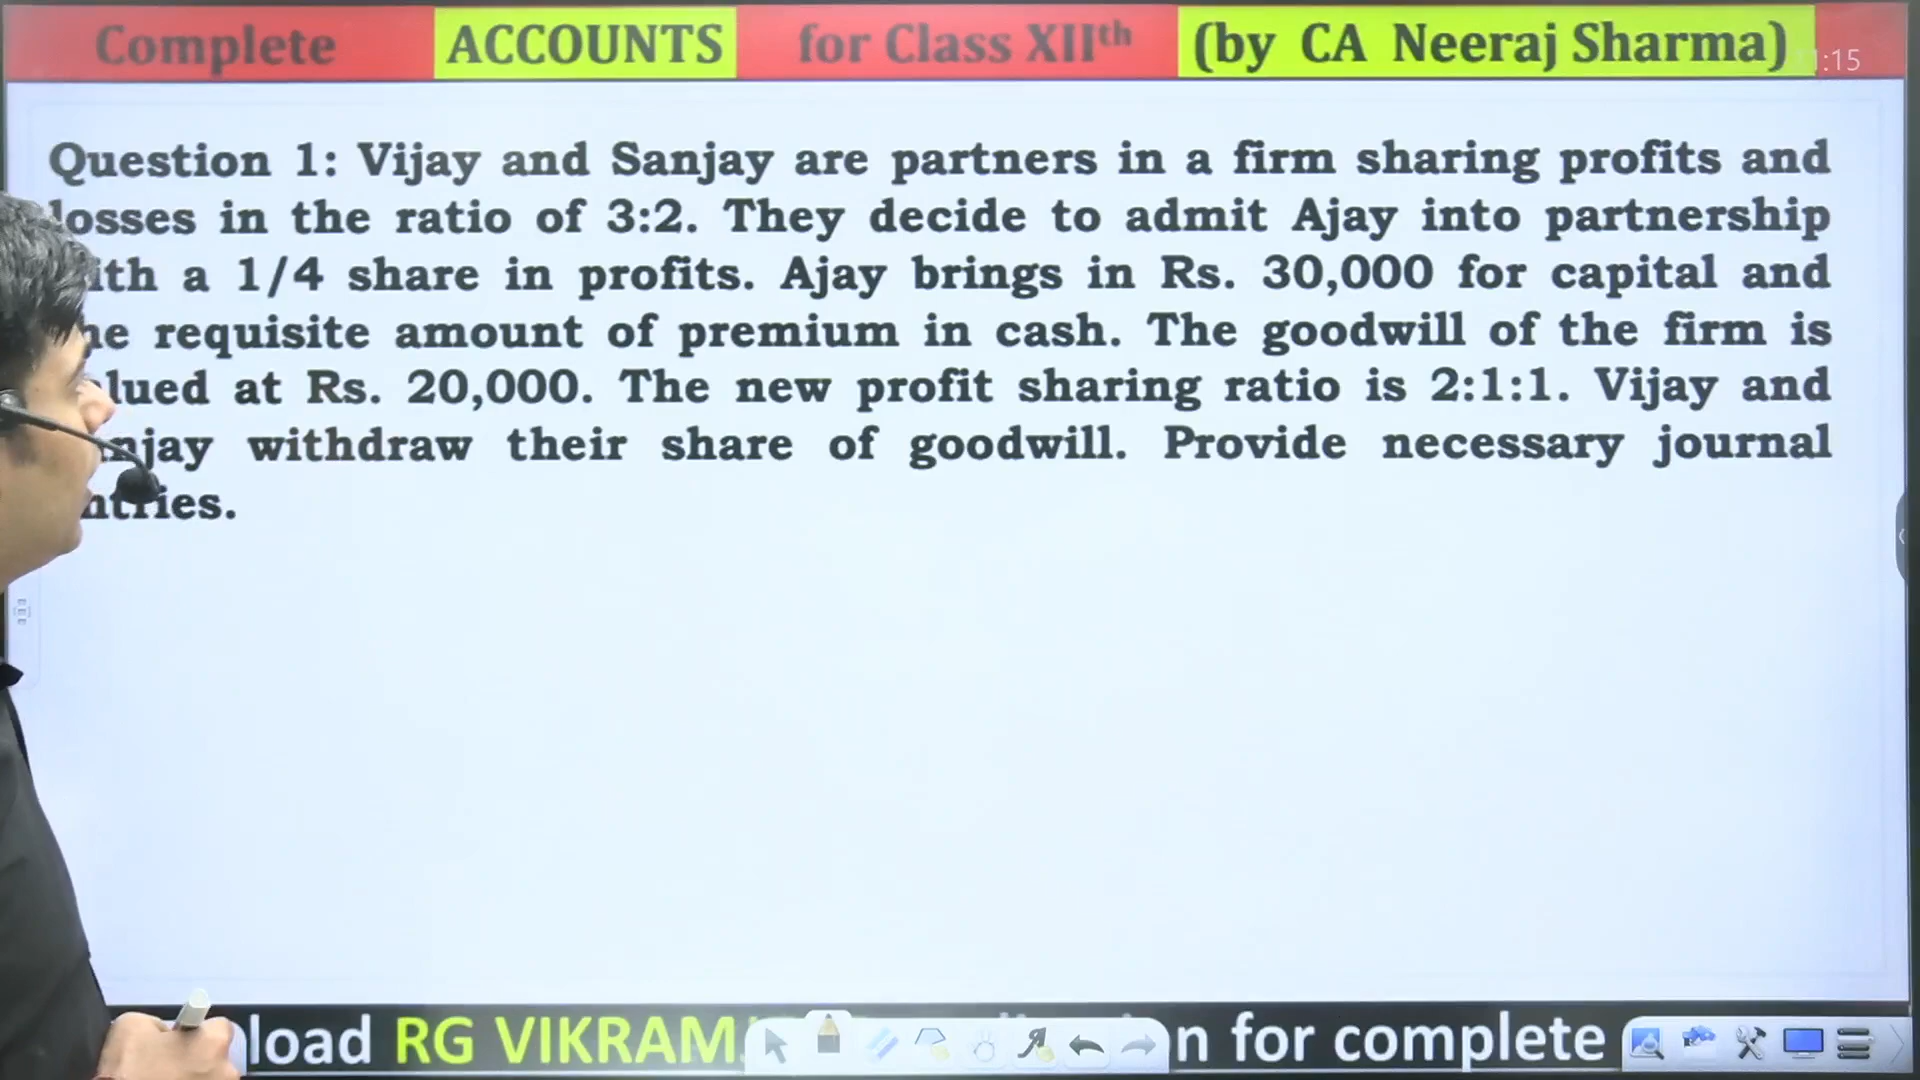 Complete ACCOUNTS for Class XIIth (by CA Neeraj Sharma) :15
Question 1: Vijay and Sanjay are partners in a firm sharing profits and
losses in the ratio of 3:2. They decide to admit Ajay into partnership
ith a 1/4 share in profits. Ajay brings in Rs. 30,000 for capital and
he requisite amount of premium in cash. The goodwill of the firm is
lued at Rs. 20,000. The new profit sharing ratio is 2:1:1. Vijay and
njay withdraw their share of goodwill. Provide necessary journal
ntries.
load RG VIKRAM n for complete